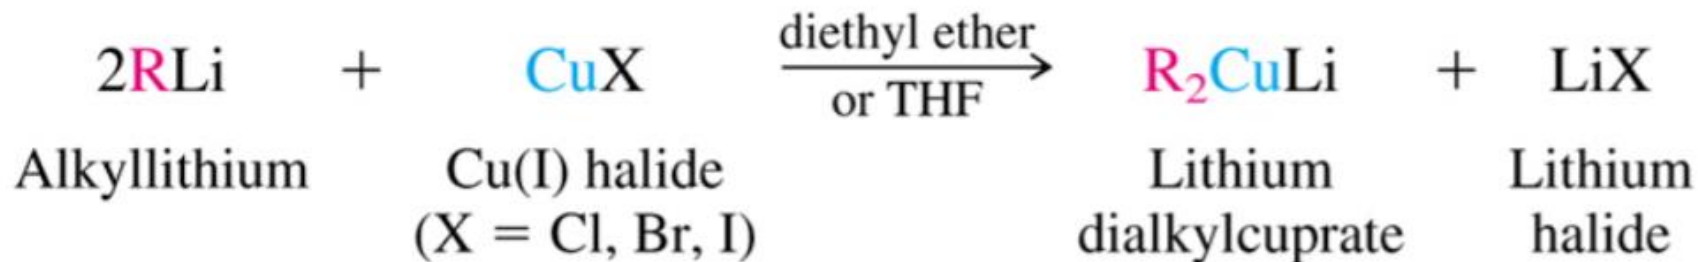 2RLi + CuX diethyl ether or THF R₂CuLi + LiX
Alkyllithium Cu(I) halide Lithium Lithium
(X = Cl, Br, I) dialkylcuprate halide